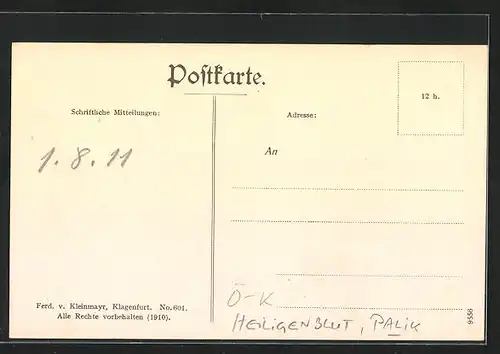 Postkarte.
Schriftliche Mitteilungen:
Adresse:
12 h.
1.8.11
An
Ferd. v. Kleinmayr, Klagenfurt. No. 601.
Alle Rechte vorbehalten (1910).
Ö-K
HEILIGENBLUT, PALIK
9556